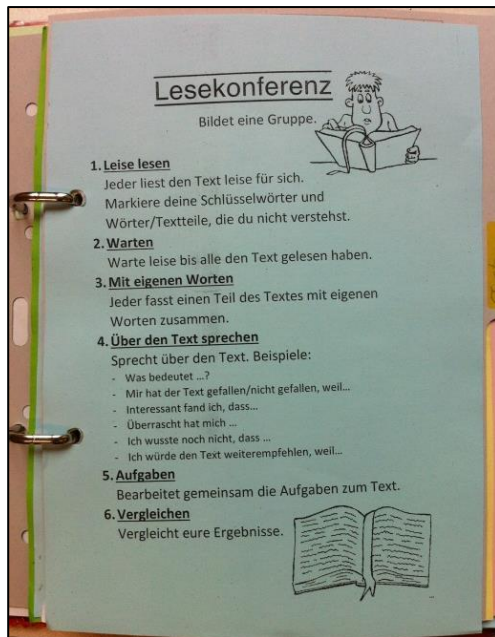 Lesekonferenz
Bildet eine Gruppe.
1. Leise lesen
Jeder liest den Text leise für sich.
Markiere deine Schlüsselwörter und
Wörter/Textteile, die du nicht verstehst.
2. Warten
Warte leise bis alle den Text gelesen haben.
3. Mit eigenen Worten
Jeder fasst einen Teil des Textes mit eigenen
Worten zusammen.
4. Über den Text sprechen
Sprecht über den Text. Beispiele:
- Was bedeutet ...?
- Mir hat der Text gefallen/nicht gefallen, weil...
- Interessant fand ich, dass...
- Überrascht hat mich ...
- Ich wusste noch nicht, dass ...
- Ich würde den Text weiterempfehlen, weil...
5. Aufgaben
Bearbeitet gemeinsam die Aufgaben zum Text.
6. Vergleichen
Vergleicht eure Ergebnisse.